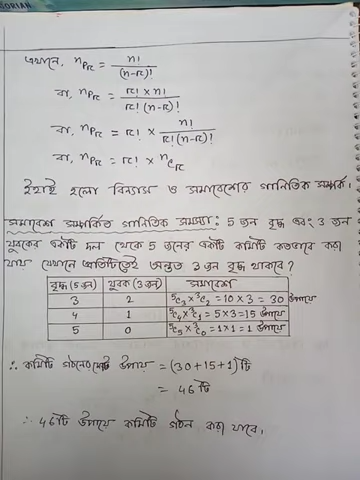 এখানে, nPr = n!/(n-r)!
বা, nPr = r! × n!/r!(n-r)!
বা, nPr = r! × n!/r!(n-r)!
বা, nPr = r! × nCr
ইহাই হলো বিন্যাস ও সমাবেশের গানিতিক সম্পর্ক।
সমাবেশ সম্পর্কিত গানিতিক সমস্যা: 5 জন বৃদ্ধ এবং 3 জন
যুবকের একটি দল থেকে 5 জনের একটি কমিটি কতভাবে করা
যায় যেখানে প্রতিটিতেই অন্তত 3 জন বৃদ্ধ থাকবে?
বৃদ্ধ (5 জন) যুবক (3 জন) সমাবেশ
3 2 5C3 × 3C2 = 10 × 3 = 30 উপায়ে
4 1 5C4 × 3C1 = 5 × 3 = 15 উপায়ে
5 0 5C5 × 3C0 = 1 × 1 = 1 উপায়ে
∴ কমিটি গঠনের মোট উপায় = (30 + 15 + 1) টি
= 46 টি
∴ 46 টি উপায়ে কমিটি গঠন করা যাবে।